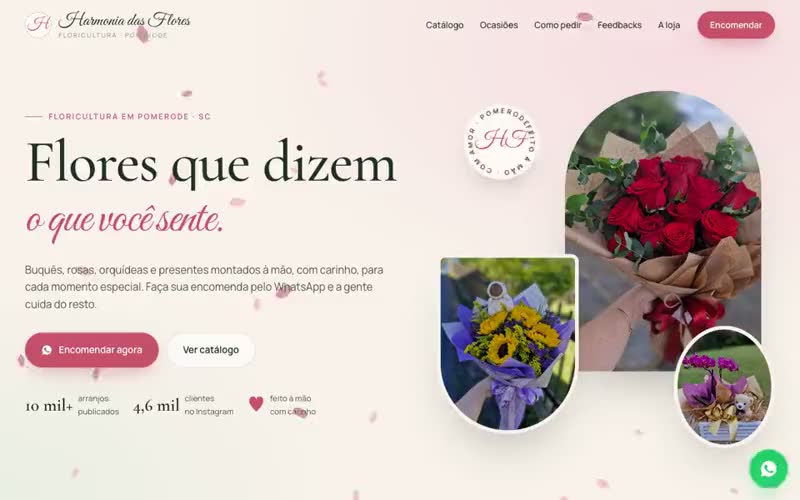 H
Harmonia das Flores
FLORICULTURA · POMERODE
Catálogo
Ocasiões
Como pedir
Feedbacks
A loja
Encomendar
FLORICULTURA EM POMERODE · SC
Flores que dizem
o que você sente.
Buquês, rosas, orquídeas e presentes montados à mão, com carinho, para
cada momento especial. Faça sua encomenda pelo WhatsApp e a gente
cuida do resto.
Encomendar agora
Ver catálogo
10 mil+
arranjos
publicados
4,6 mil
clientes
no Instagram
feito à mão
com carinho
HF
FEITO À MÃO · COM AMOR · POMERODE